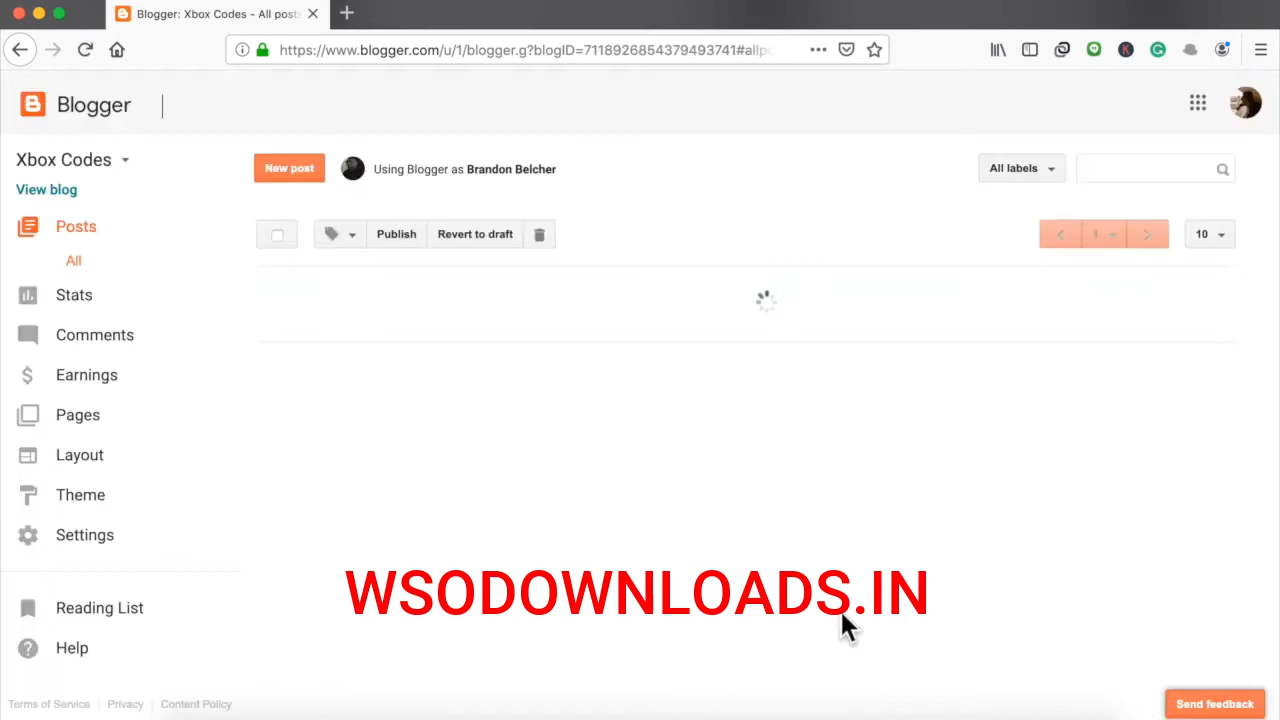 Blogger: Xbox Codes - All posts
https://www.blogger.com/u/1/blogger.g?blogID=7118926854379493741#allpo
Blogger
Xbox Codes
View blog
New post
Using Blogger as Brandon Belcher
All labels
Posts
All
Publish
Revert to draft
1
10
Stats
Comments
Earnings
Pages
Layout
Theme
Settings
WSODOWNLOADS.IN
Reading List
Help
Terms of Service
Privacy
Content Policy
Send feedback